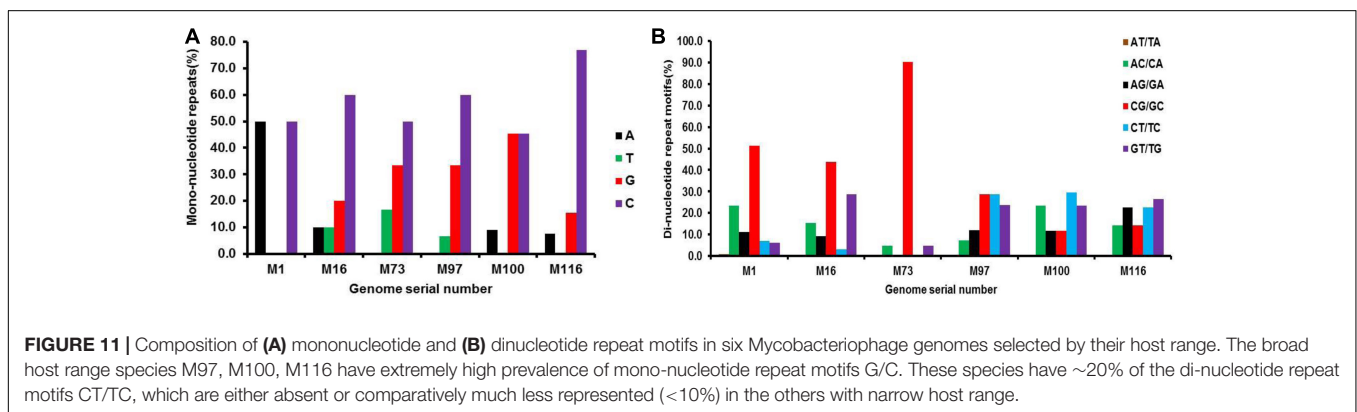 A
80.0
70.0
60.0
50.0
40.0
30.0
20.0
10.0
0.0
Mono-nucleotide repeats(%)
M1 M16 M73 M97 M100 M116
Genome serial number
A
T
G
C
B
100.0
90.0
80.0
70.0
60.0
50.0
40.0
30.0
20.0
10.0
0.0
Di-nucleotide repeat motifs(%)
M1 M16 M73 M97 M100 M116
Genome serial number
AT/TA
AC/CA
AG/GA
CG/GC
CT/TC
GT/TG
FIGURE 11 | Composition of (A) mononucleotide and (B) dinucleotide repeat motifs in six Mycobacteriophage genomes selected by their host range. The broad
host range species M97, M100, M116 have extremely high prevalence of mono-nucleotide repeat motifs G/C. These species have ~20% of the di-nucleotide repeat
motifs CT/TC, which are either absent or comparatively much less represented (<10%) in the others with narrow host range.